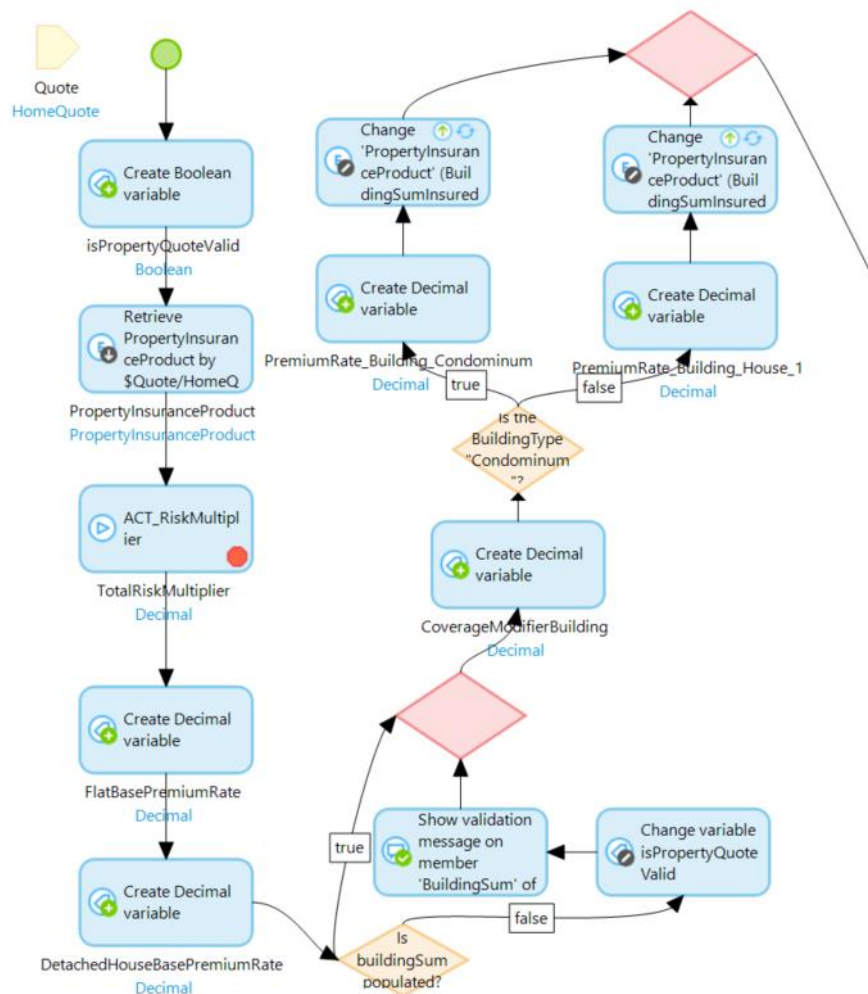 Quote
HomeQuote
Create Boolean
variable
isPropertyQuoteValid
Boolean
Retrieve
PropertyInsuran
ceProduct by
$Quote/HomeQ
PropertyInsuranceProduct
PropertyInsuranceProduct
ACT_RiskMultipl
ier
TotalRiskMultiplier
Decimal
Create Decimal
variable
FlatBasePremiumRate
Decimal
Create Decimal
variable
DetachedHouseBasePremiumRate
Decimal
Is
buildingSum
populated?
true
false
Change variable
isPropertyQuote
Valid
Show validation
message on
member
'BuildingSum' of
Create Decimal
variable
CoverageModifierBuilding
Decimal
Is the
BuildingType
"Condominum
"?
true
false
Create Decimal
variable
PremiumRate_Building_Condominum
Decimal
Change
'PropertyInsuran
ceProduct' (Buil
dingSumInsured
Create Decimal
variable
PremiumRate_Building_House_1
Decimal
Change
'PropertyInsuran
ceProduct' (Buil
dingSumInsured